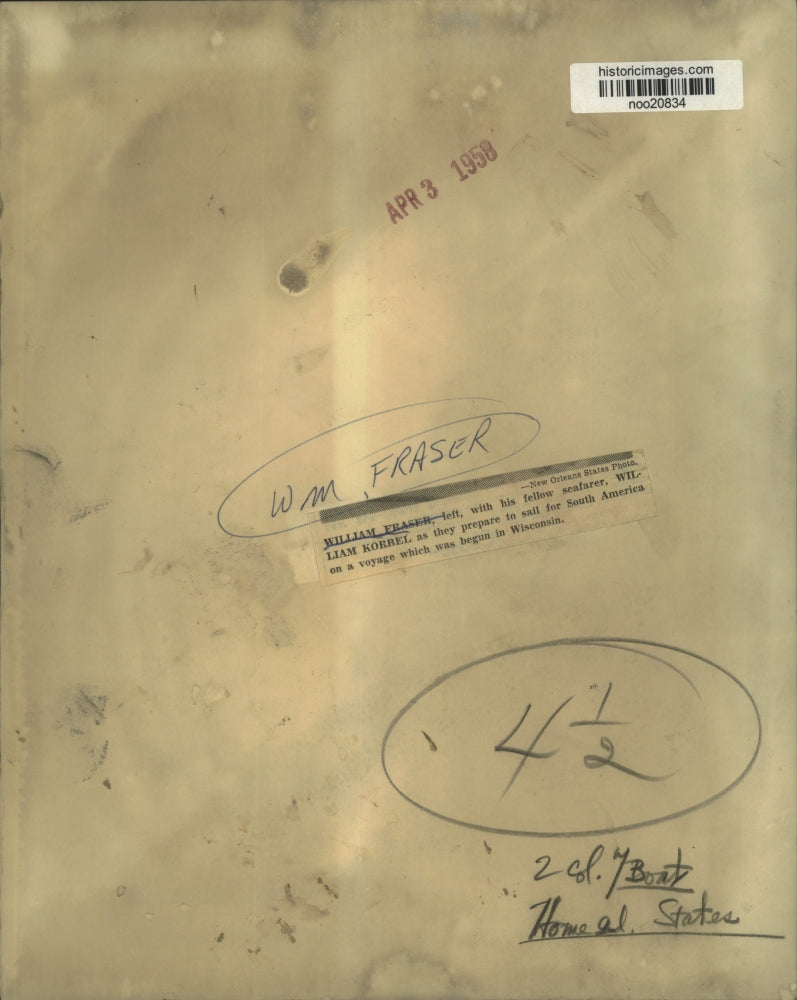 historicimages.com
noo20834
APR 3 1958
Wm. FRASER
—New Orleans States Photo.
WILLIAM FRASER, left, with his fellow seafarer, WIL-
LIAM KORBEL as they prepare to sail for South America
on a voyage which was begun in Wisconsin.
4 1/2
2 col. Boat
Home ed. States